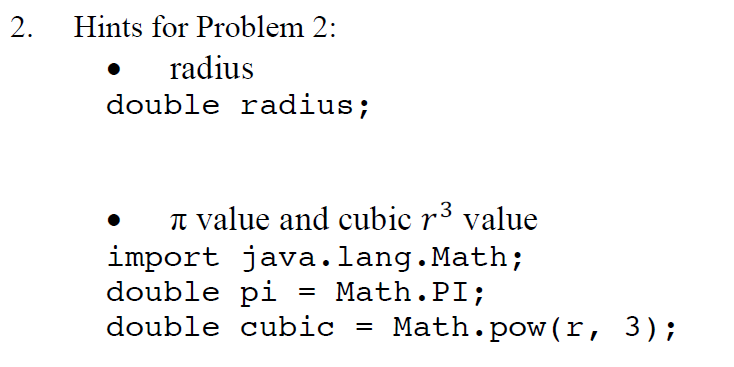 2. Hints for Problem 2:
• radius
double radius;
• π value and cubic r³ value
import java.lang.Math;
double pi = Math.PI;
double cubic = Math.pow(r, 3);